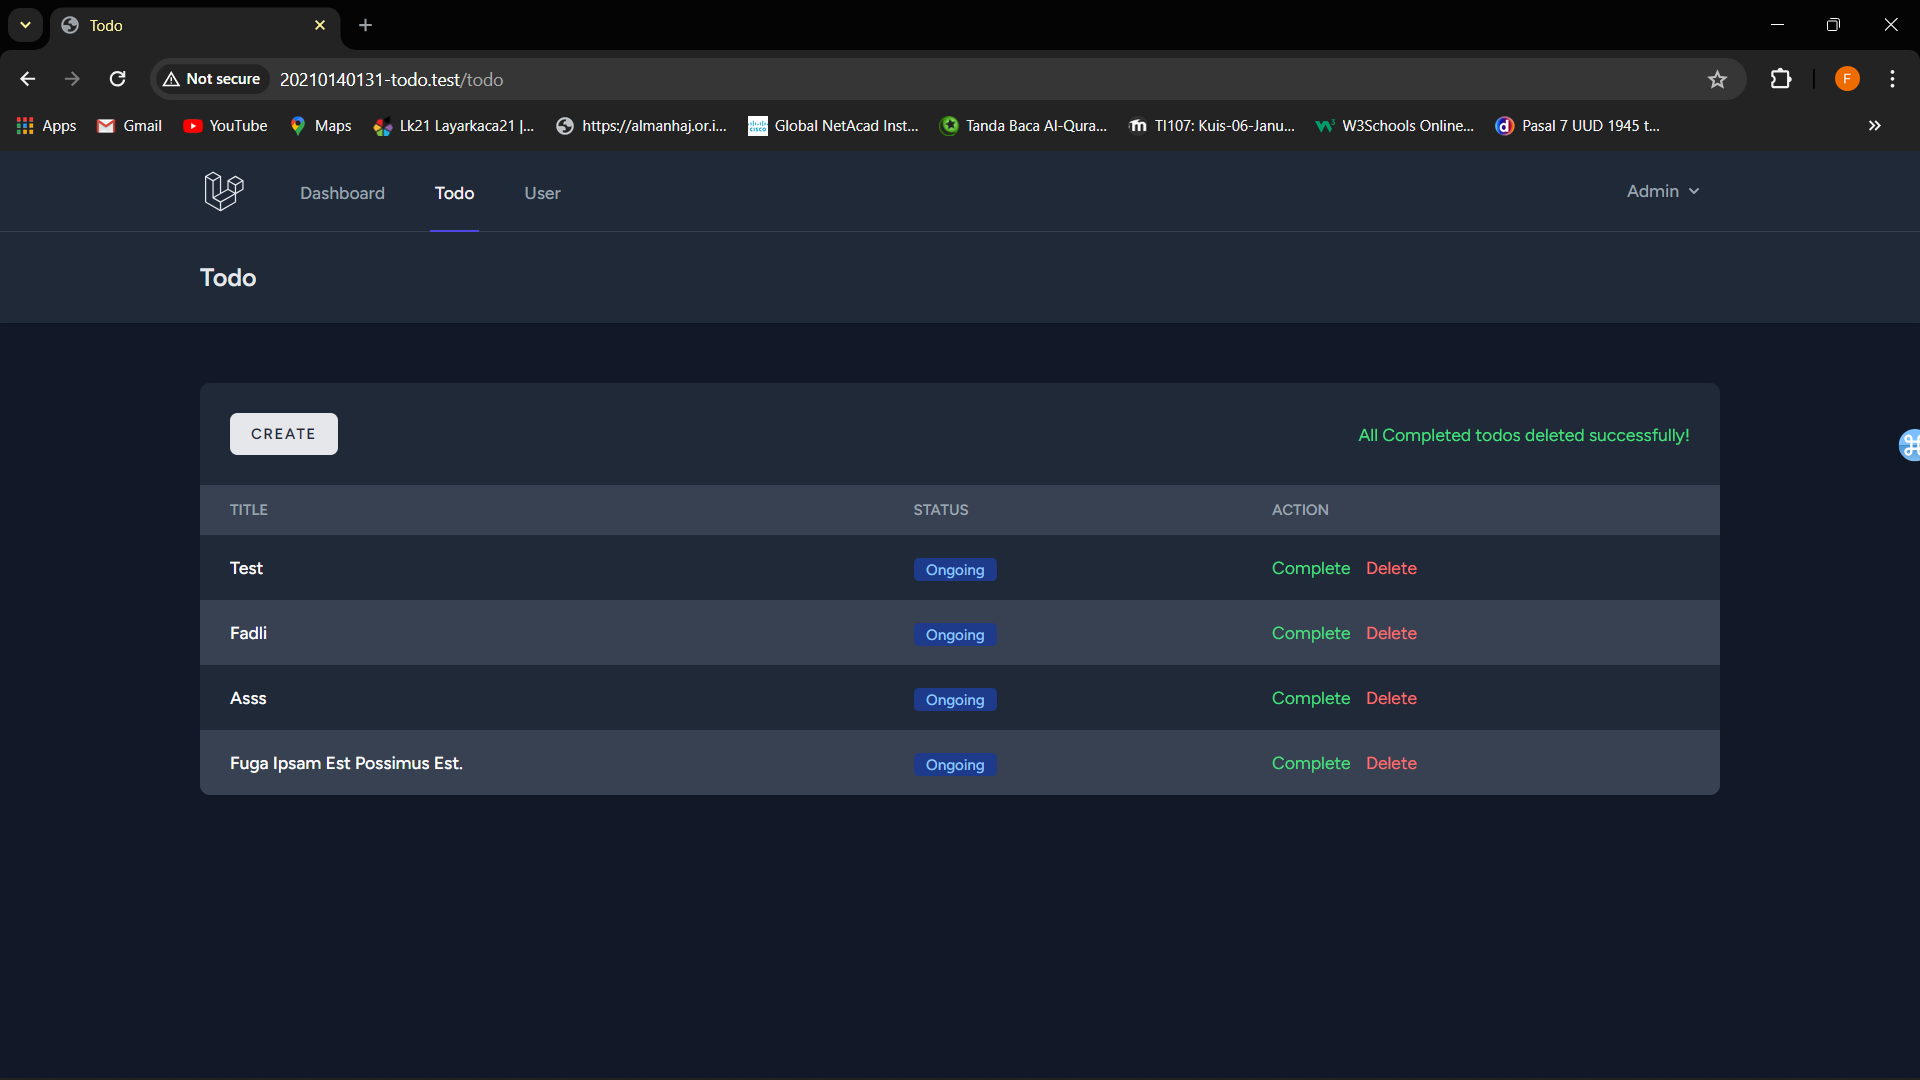 Todo
Not secure 20210140131-todo.test/todo F
Apps Gmail YouTube Maps Lk21 Layarkaca21 |... https://almanhaj.or.i... Global NetAcad Inst... Tanda Baca Al-Qura... TI107: Kuis-06-Janu... W3Schools Online... Pasal 7 UUD 1945 t...
Dashboard Todo User Admin
Todo
CREATE All Completed todos deleted successfully!
TITLE STATUS ACTION
Test Ongoing Complete Delete
Fadli Ongoing Complete Delete
Asss Ongoing Complete Delete
Fuga Ipsam Est Possimus Est. Ongoing Complete Delete